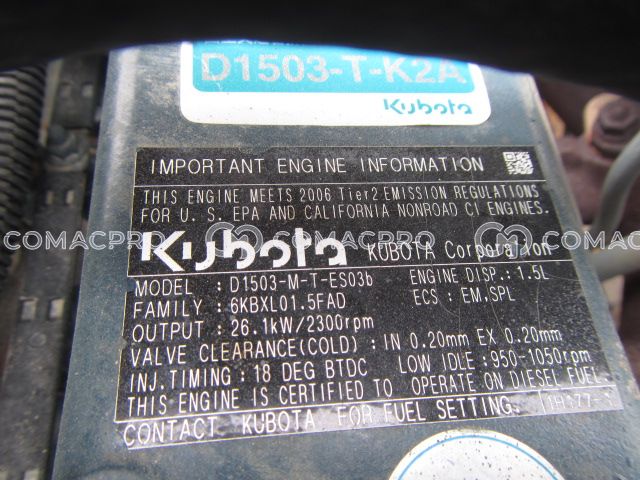 D1503-T-K2A
Kubota
IMPORTANT ENGINE INFORMATION
THIS ENGINE MEETS 2006 Tier2 EMISSION REGULATIONS
FOR U.S. EPA AND CALIFORNIA NONROAD CI ENGINES.
Kubota KUBOTA Corporation
COMACPRO COMACPRO COMACPRO
MODEL : D1503-M-T-ES03b ENGINE DISP.: 1.5L
FAMILY : 6KBXL01.5FAD ECS : EM,SPL
OUTPUT : 26.1kW/2300rpm
VALVE CLEARANCE(COLD) : IN 0.20mm EX 0.20mm
INJ.TIMING : 18 DEG BTDC LOW IDLE : 950-1050rpm
THIS ENGINE IS CERTIFIED TO OPERATE ON DIESEL FUEL.
CONTACT KUBOTA FOR FUEL SETTING.